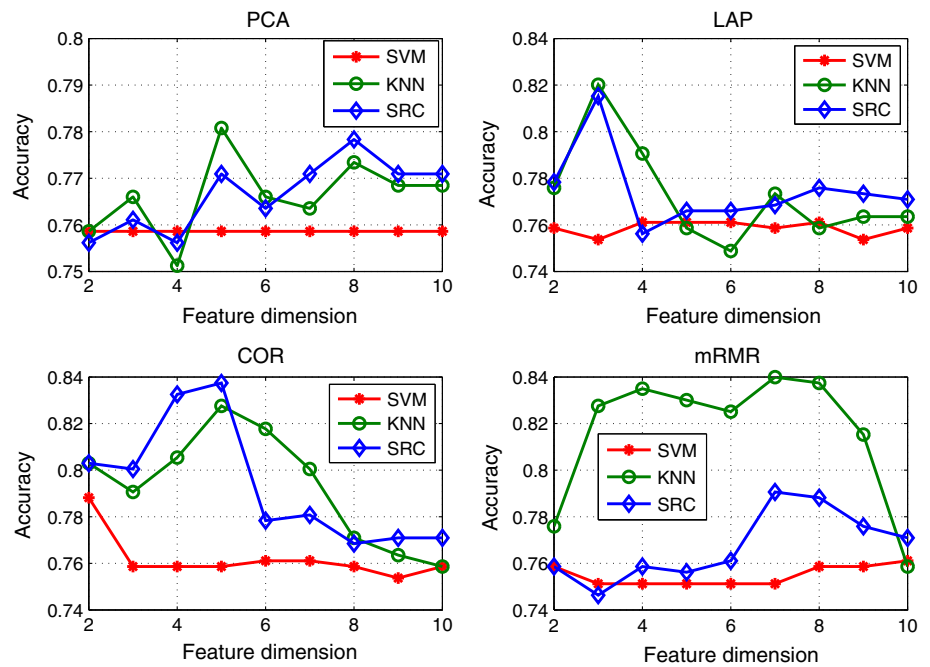 PCA
0.8
0.79
0.78
0.77
0.76
0.75
Accuracy
SVM
KNN
SRC
2 4 6 8 10
Feature dimension
LAP
0.84
0.82
0.8
0.78
0.76
0.74
Accuracy
SVM
KNN
SRC
2 4 6 8 10
Feature dimension
COR
0.84
0.82
0.8
0.78
0.76
0.74
Accuracy
SVM
KNN
SRC
2 4 6 8 10
Feature dimension
mRMR
0.84
0.82
0.8
0.78
0.76
0.74
Accuracy
SVM
KNN
SRC
2 4 6 8 10
Feature dimension